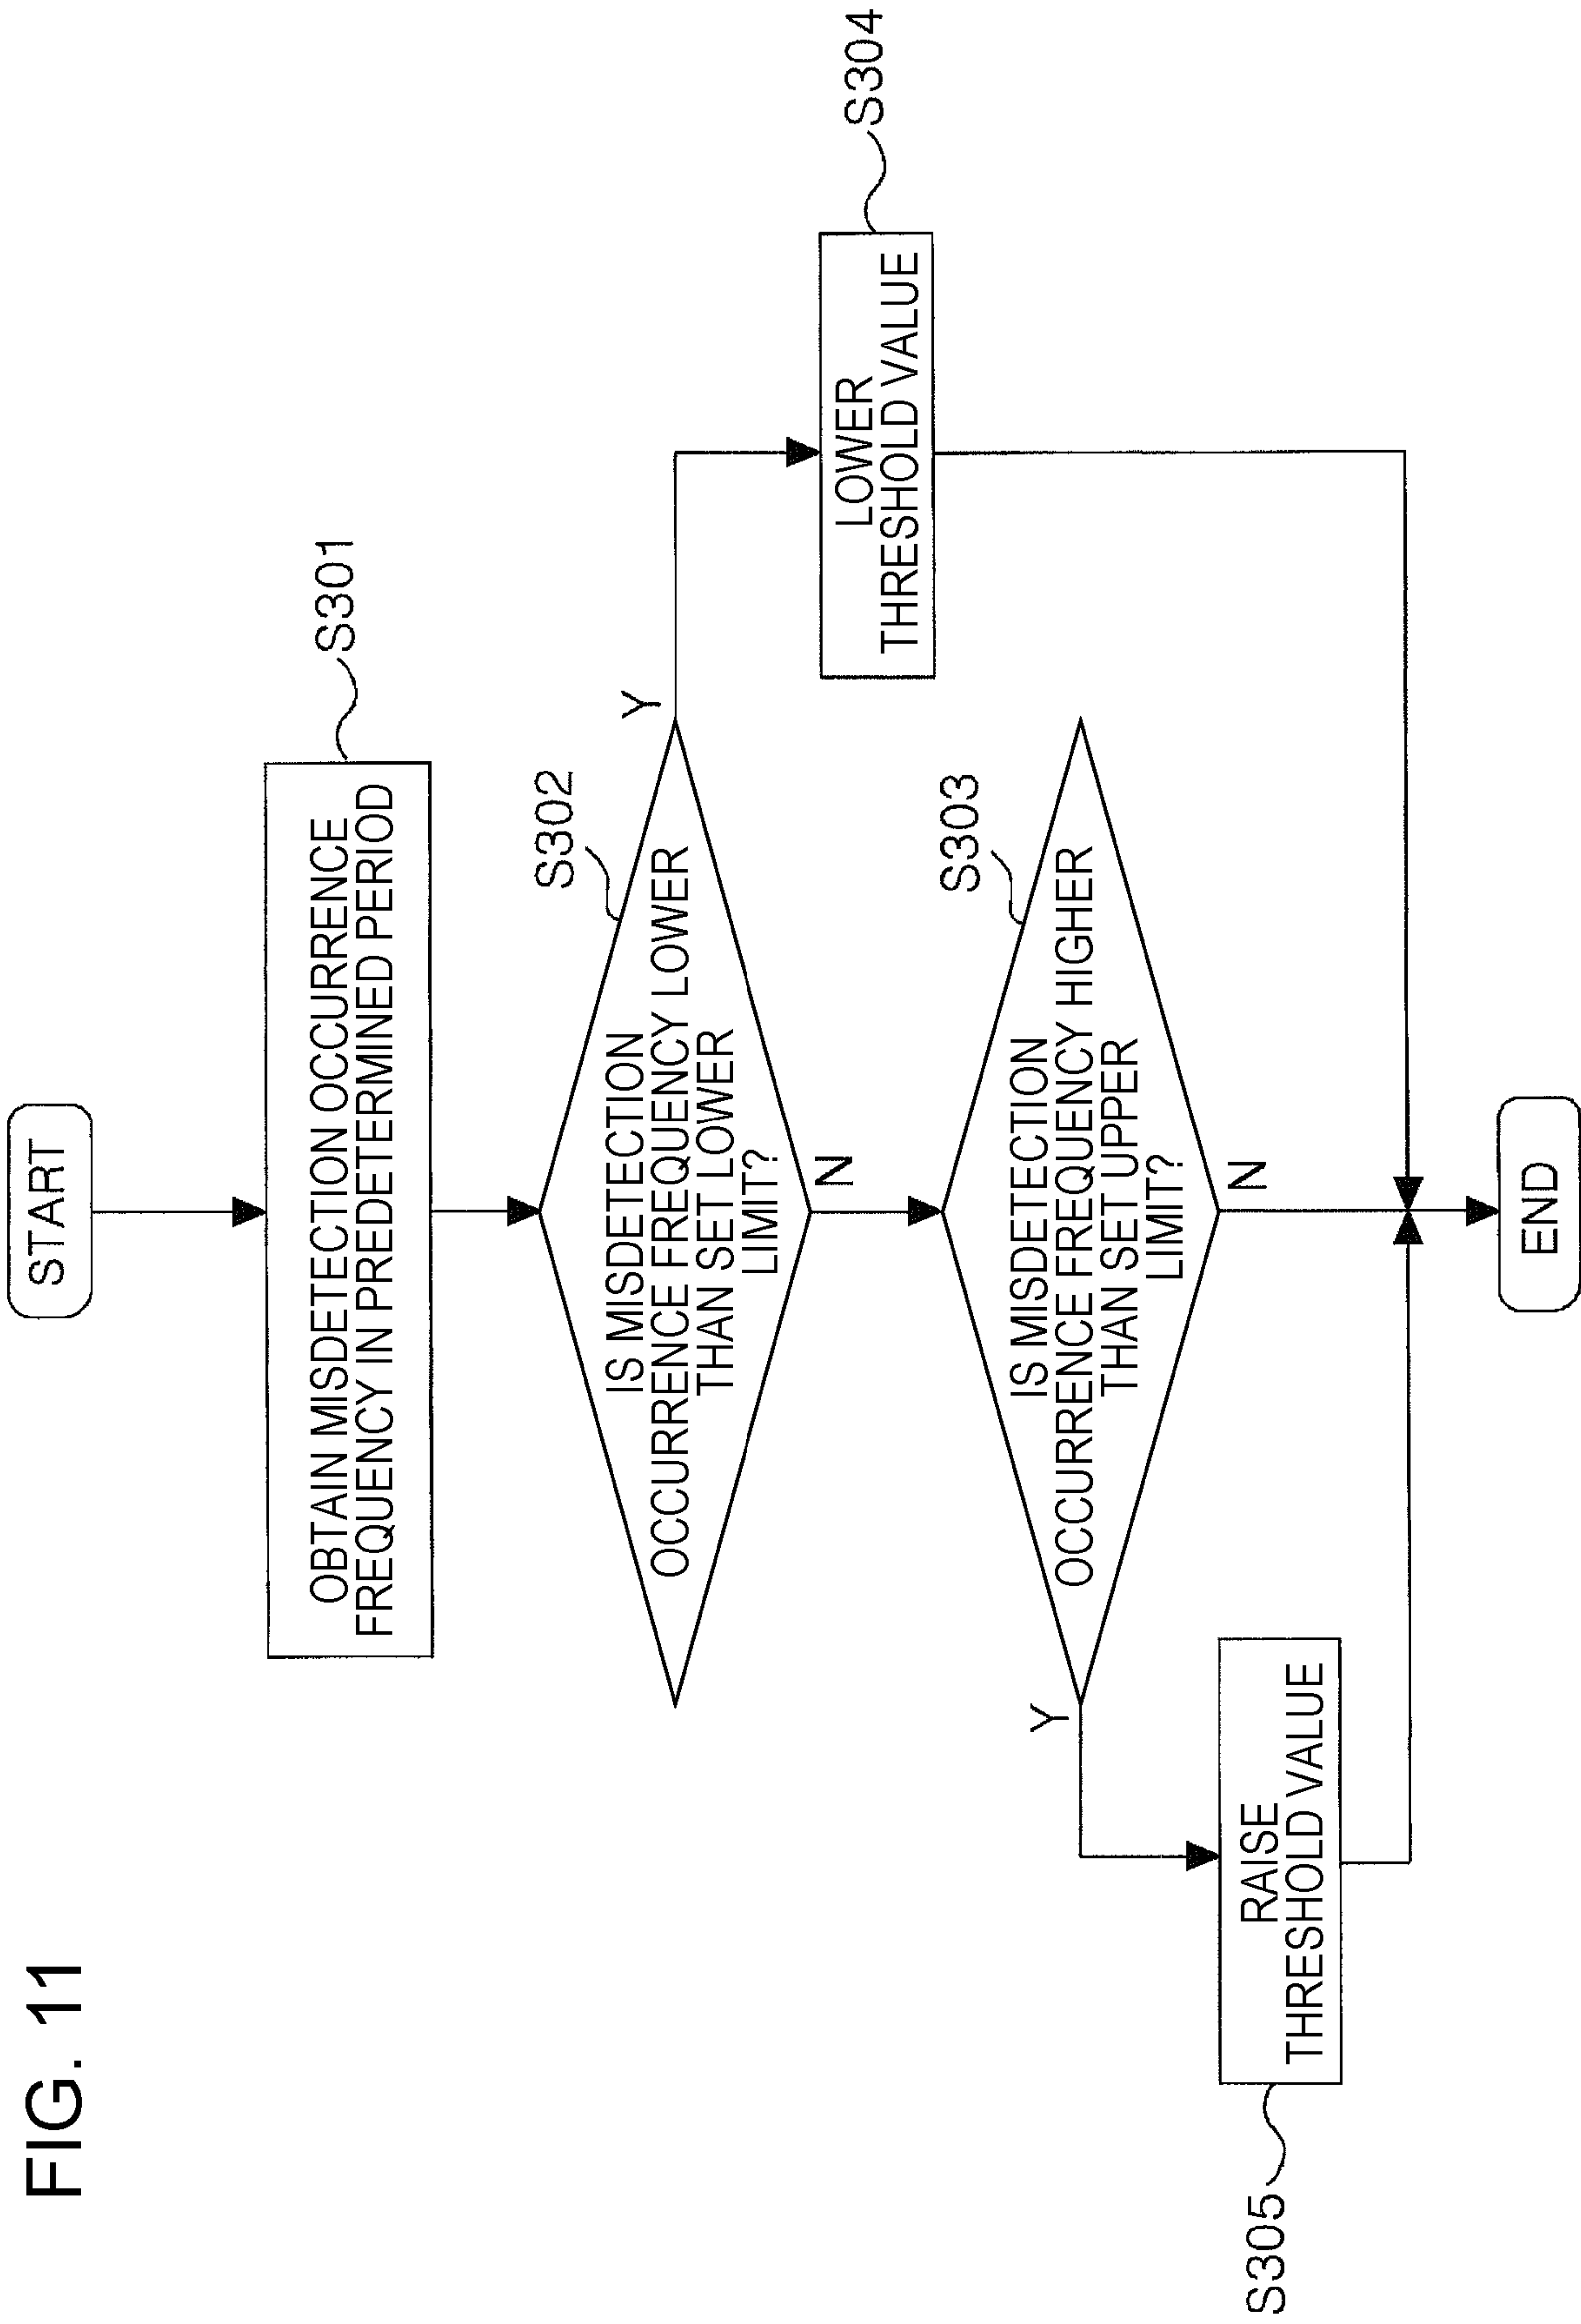 FIG. 11
START
OBTAIN MISDETECTION OCCURRENCE
FREQUENCY IN PREDETERMINED PERIOD
S301
IS MISDETECTION
OCCURRENCE FREQUENCY LOWER
THAN SET LOWER
LIMIT?
S302
Y
N
LOWER
THRESHOLD VALUE
S304
IS MISDETECTION
OCCURRENCE FREQUENCY HIGHER
THAN SET UPPER
LIMIT?
S303
Y
N
RAISE
THRESHOLD VALUE
S305
END